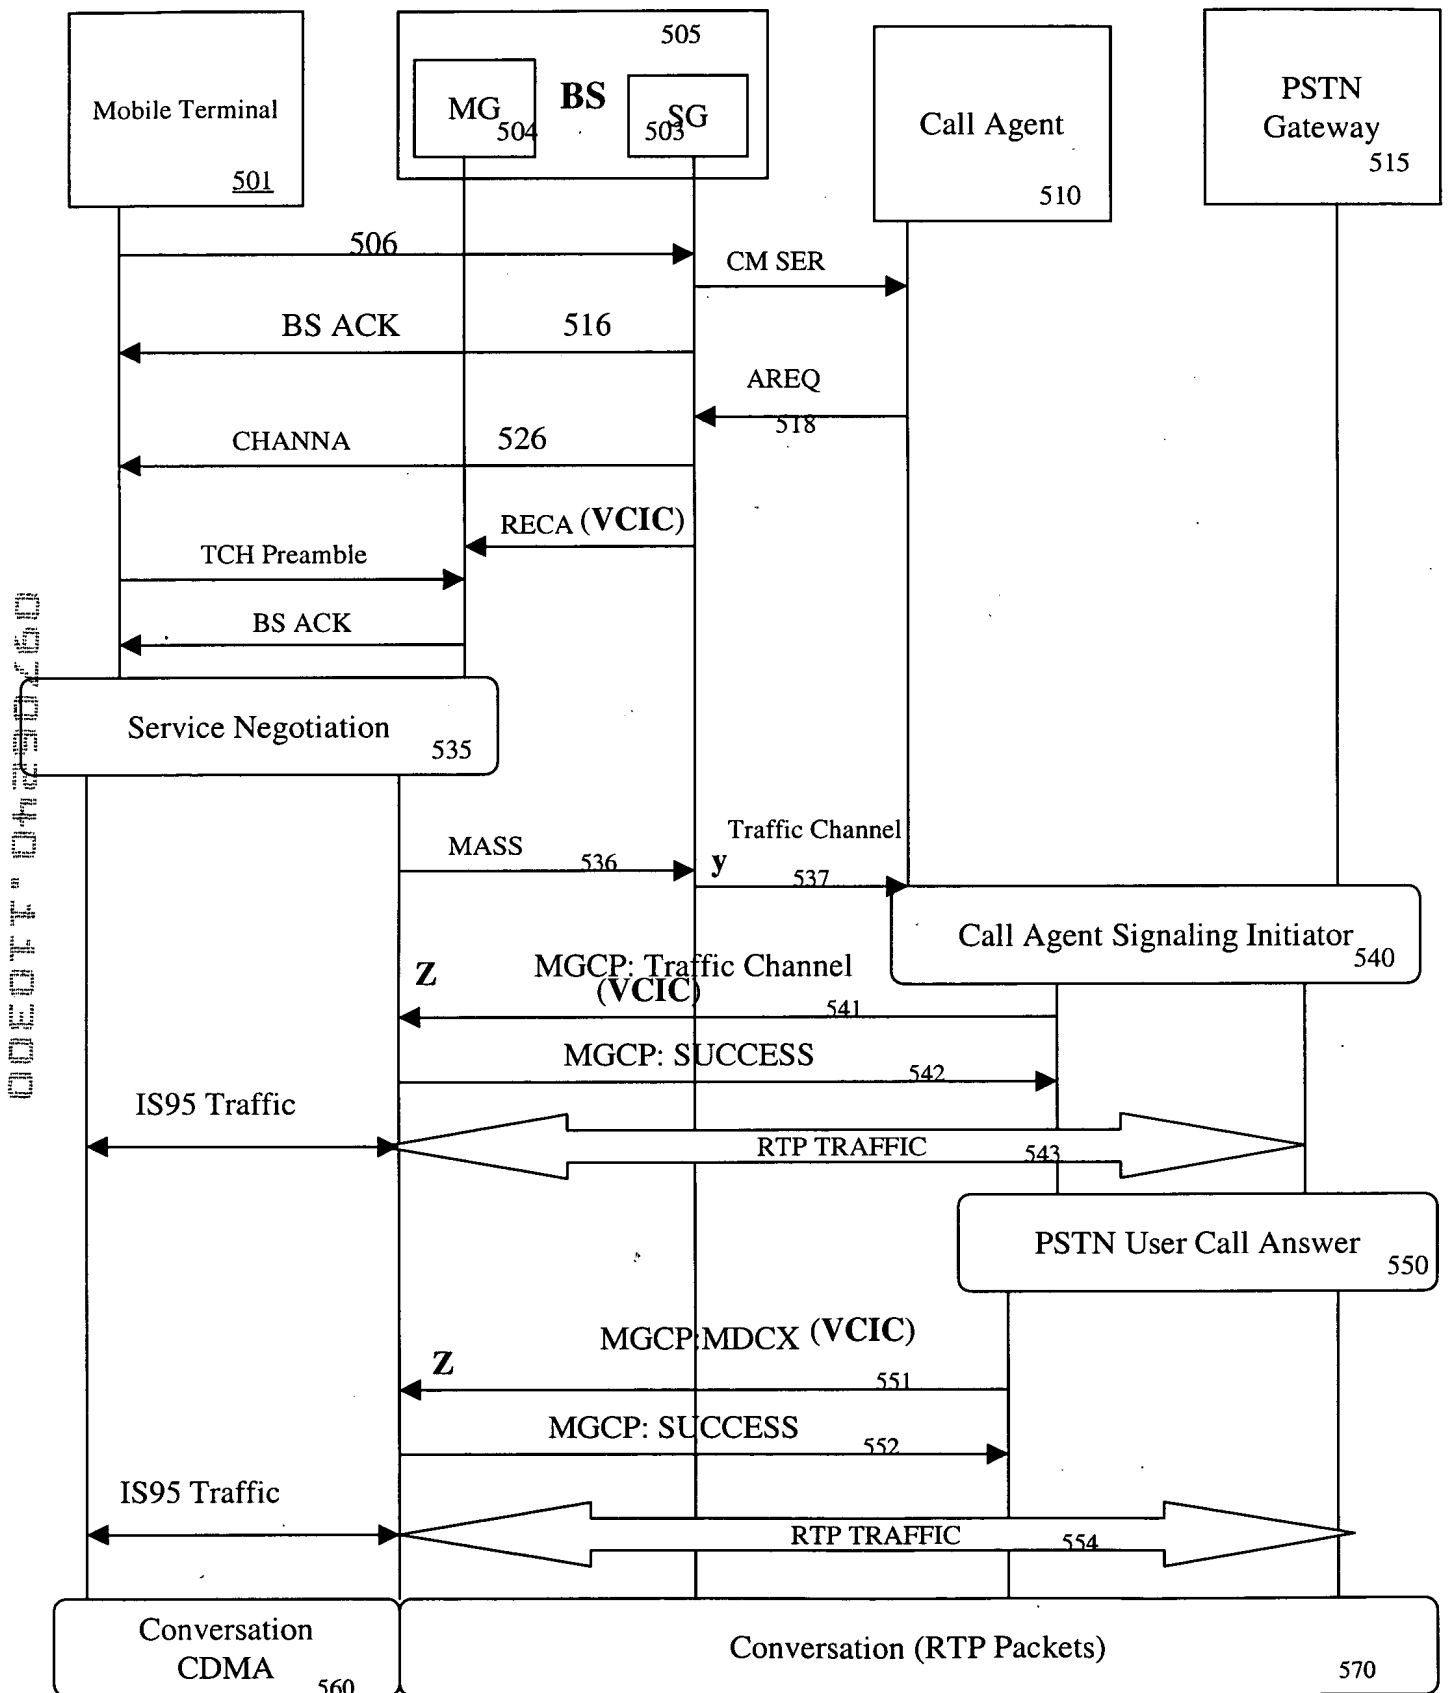 505
BS
MG
504
SG
503
Mobile Terminal
501
Call Agent
510
PSTN
Gateway
515
506
CM SER
BS ACK 516
AREQ
518
CHANNA 526
RECA (VCIC)
TCH Preamble
BS ACK
Service Negotiation
535
MASS 536
y
Traffic Channel
537
Call Agent Signaling Initiator
540
Z
MGCP: Traffic Channel
(VCIC)
541
MGCP: SUCCESS
542
IS95 Traffic
RTP TRAFFIC 543
PSTN User Call Answer
550
MGCP:MDCX (VCIC)
Z
551
MGCP: SUCCESS
552
IS95 Traffic
RTP TRAFFIC 554
Conversation
CDMA
560
Conversation (RTP Packets)
570